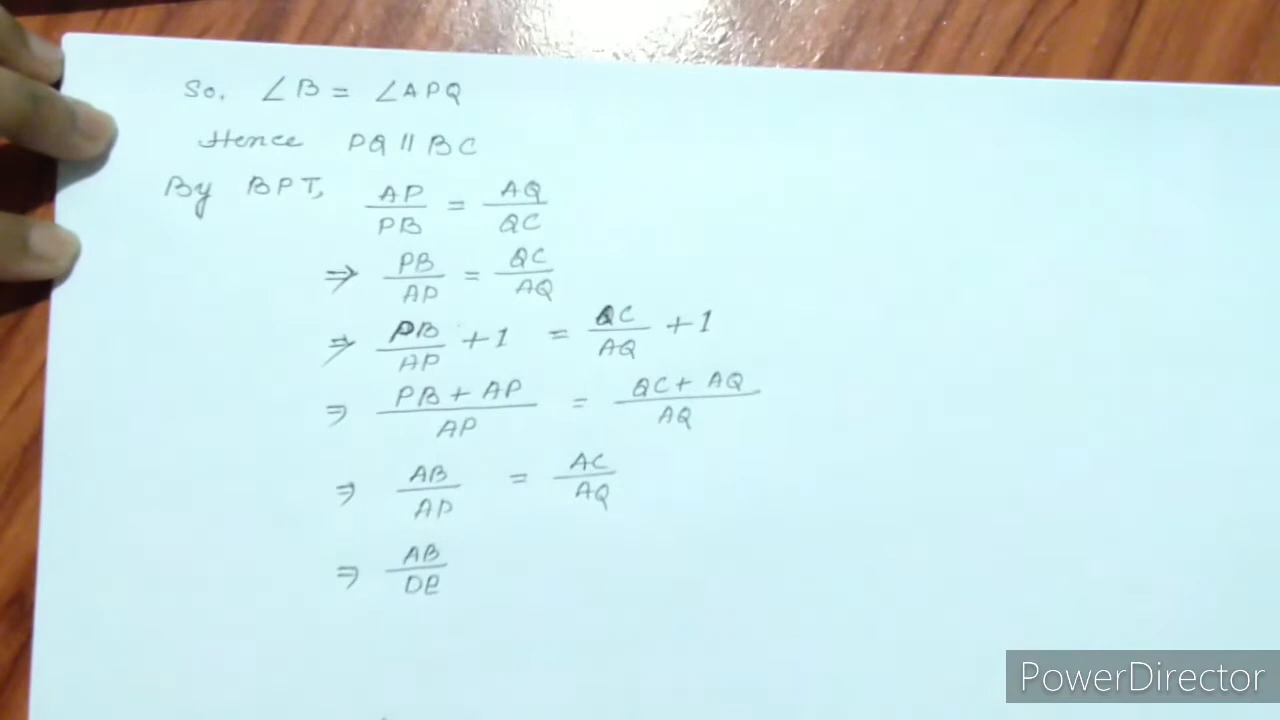 So, ∠B = ∠APQ
Hence PQ || BC
By BPT, AP/PB = AQ/QC
⇒ PB/AP = QC/AQ
⇒ PB/AP + 1 = QC/AQ + 1
⇒ PB + AP/AP = QC + AQ/AQ
⇒ AB/AP = AC/AQ
⇒ AB/DE
PowerDirector